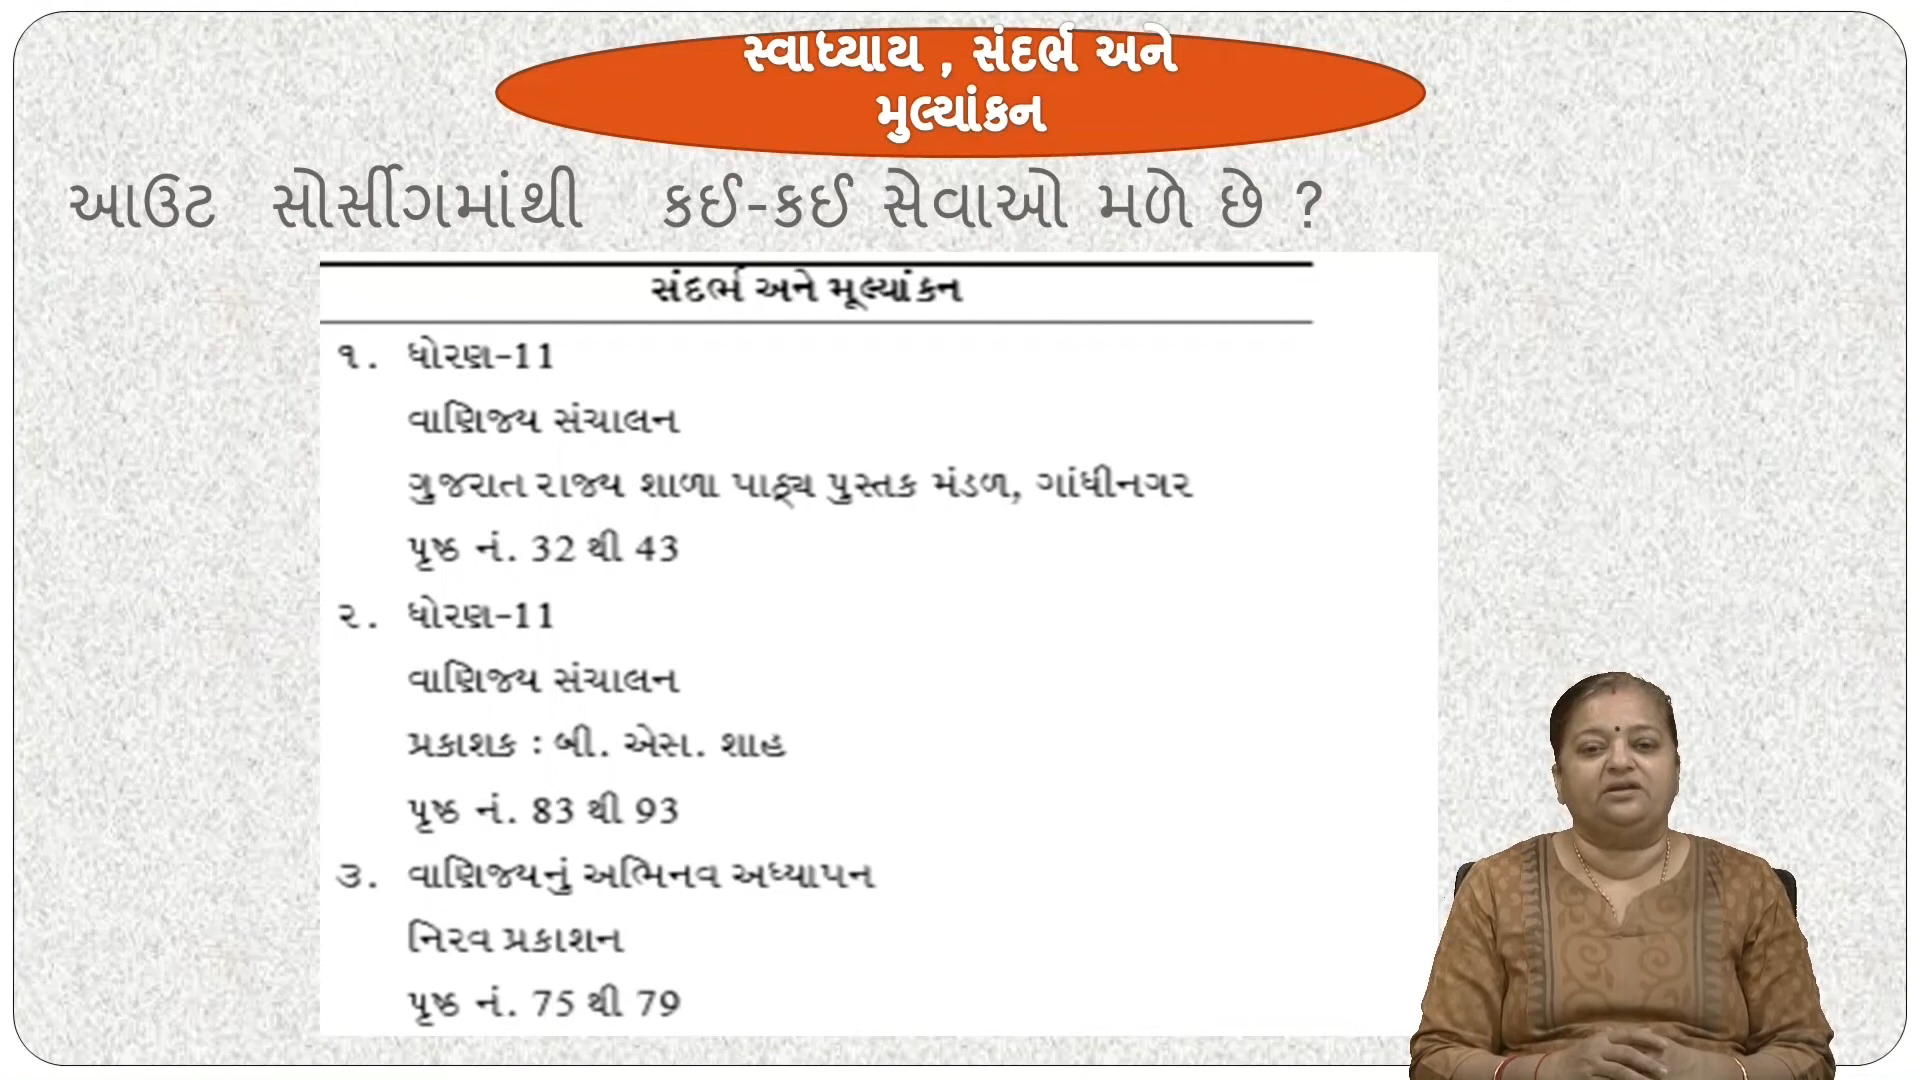 સ્વાધ્યાય , સંદર્ભ અને
મુલ્યાંકન
આઉટ સોર્સીગમાંથી કઈ-કઈ સેવાઓ મળે છે ?
સંદર્ભ અને મૂલ્યાંકન
૧. ધોરણ-11
વાણિજ્ય સંચાલન
ગુજરાત રાજ્ય શાળા પાઠ્ય પુસ્તક મંડળ, ગાંધીનગર
પૃષ્ઠ નં. 32 થી 43
૨. ધોરણ-11
વાણિજ્ય સંચાલન
પ્રકાશક : બી. એસ. શાહ
પૃષ્ઠ નં. 83 થી 93
૩. વાણિજ્યનું અભિનવ અધ્યાપન
નિરવ પ્રકાશન
પૃષ્ઠ નં. 75 થી 79